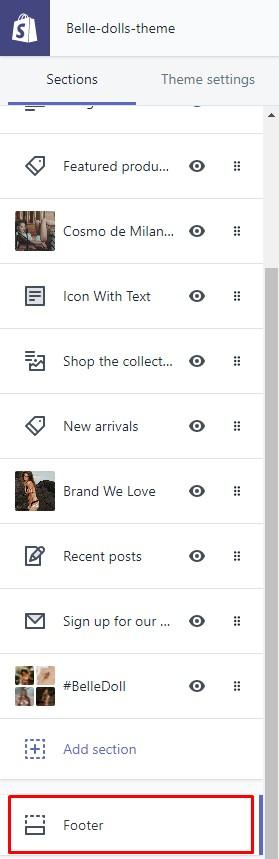 Belle-dolls-theme
Sections Theme settings
Featured produ...
Cosmo de Milan...
Icon With Text
Shop the collect...
New arrivals
Brand We Love
Recent posts
Sign up for our ...
#BelleDoll
Add section
Footer